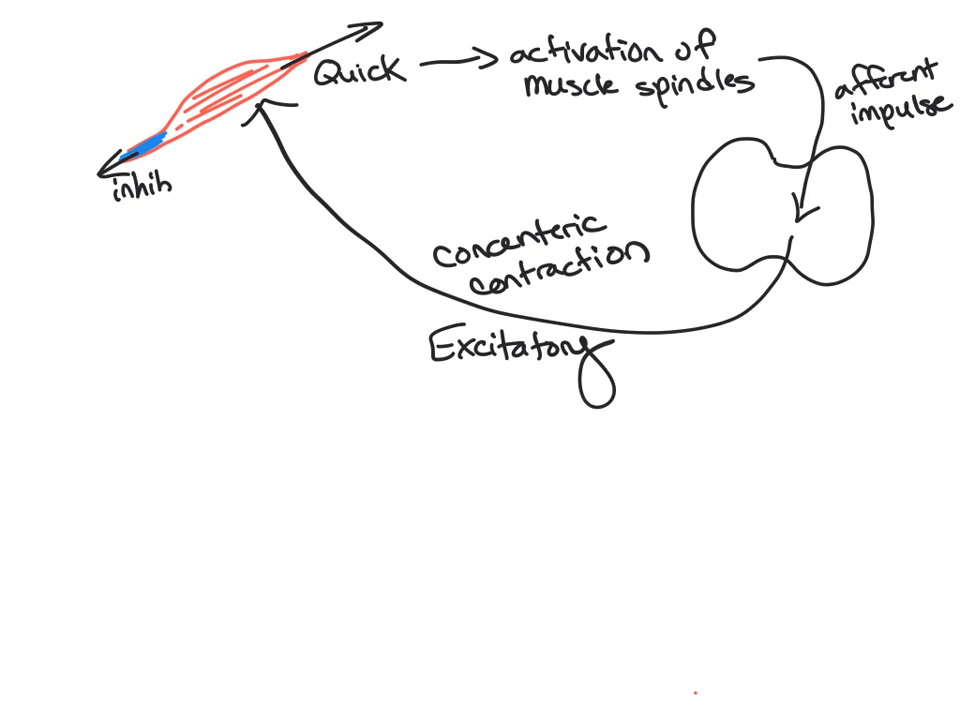 Quick
activation of
muscle spindles
afferent
impulse
inhib
concenteric
contraction
Excitatory